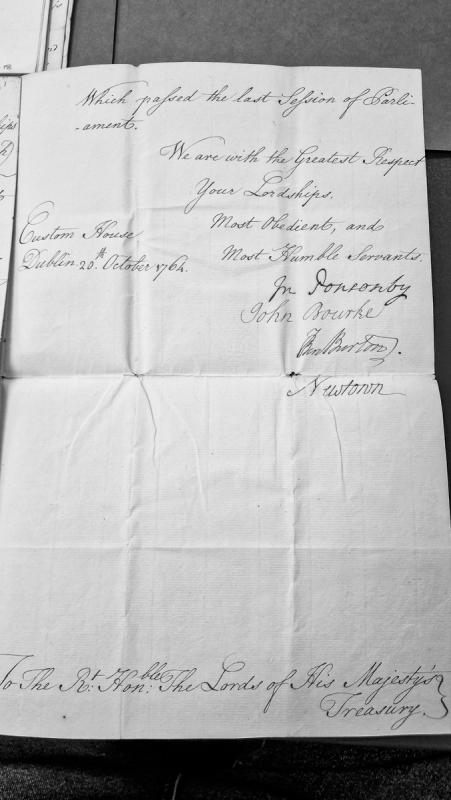 Which passed the last Session of Parli-
-ament.
We are with the Greatest Respect
Your Lordships.
Most Obedient, and
Most Humble Servants.
Custom House
Dublin 20th. October 1764.
Jn Ponsonby
John Bourke
Ben Burton.
Newtown
To The Rt. Honble: The Lords of His Majesty's
Treasury.